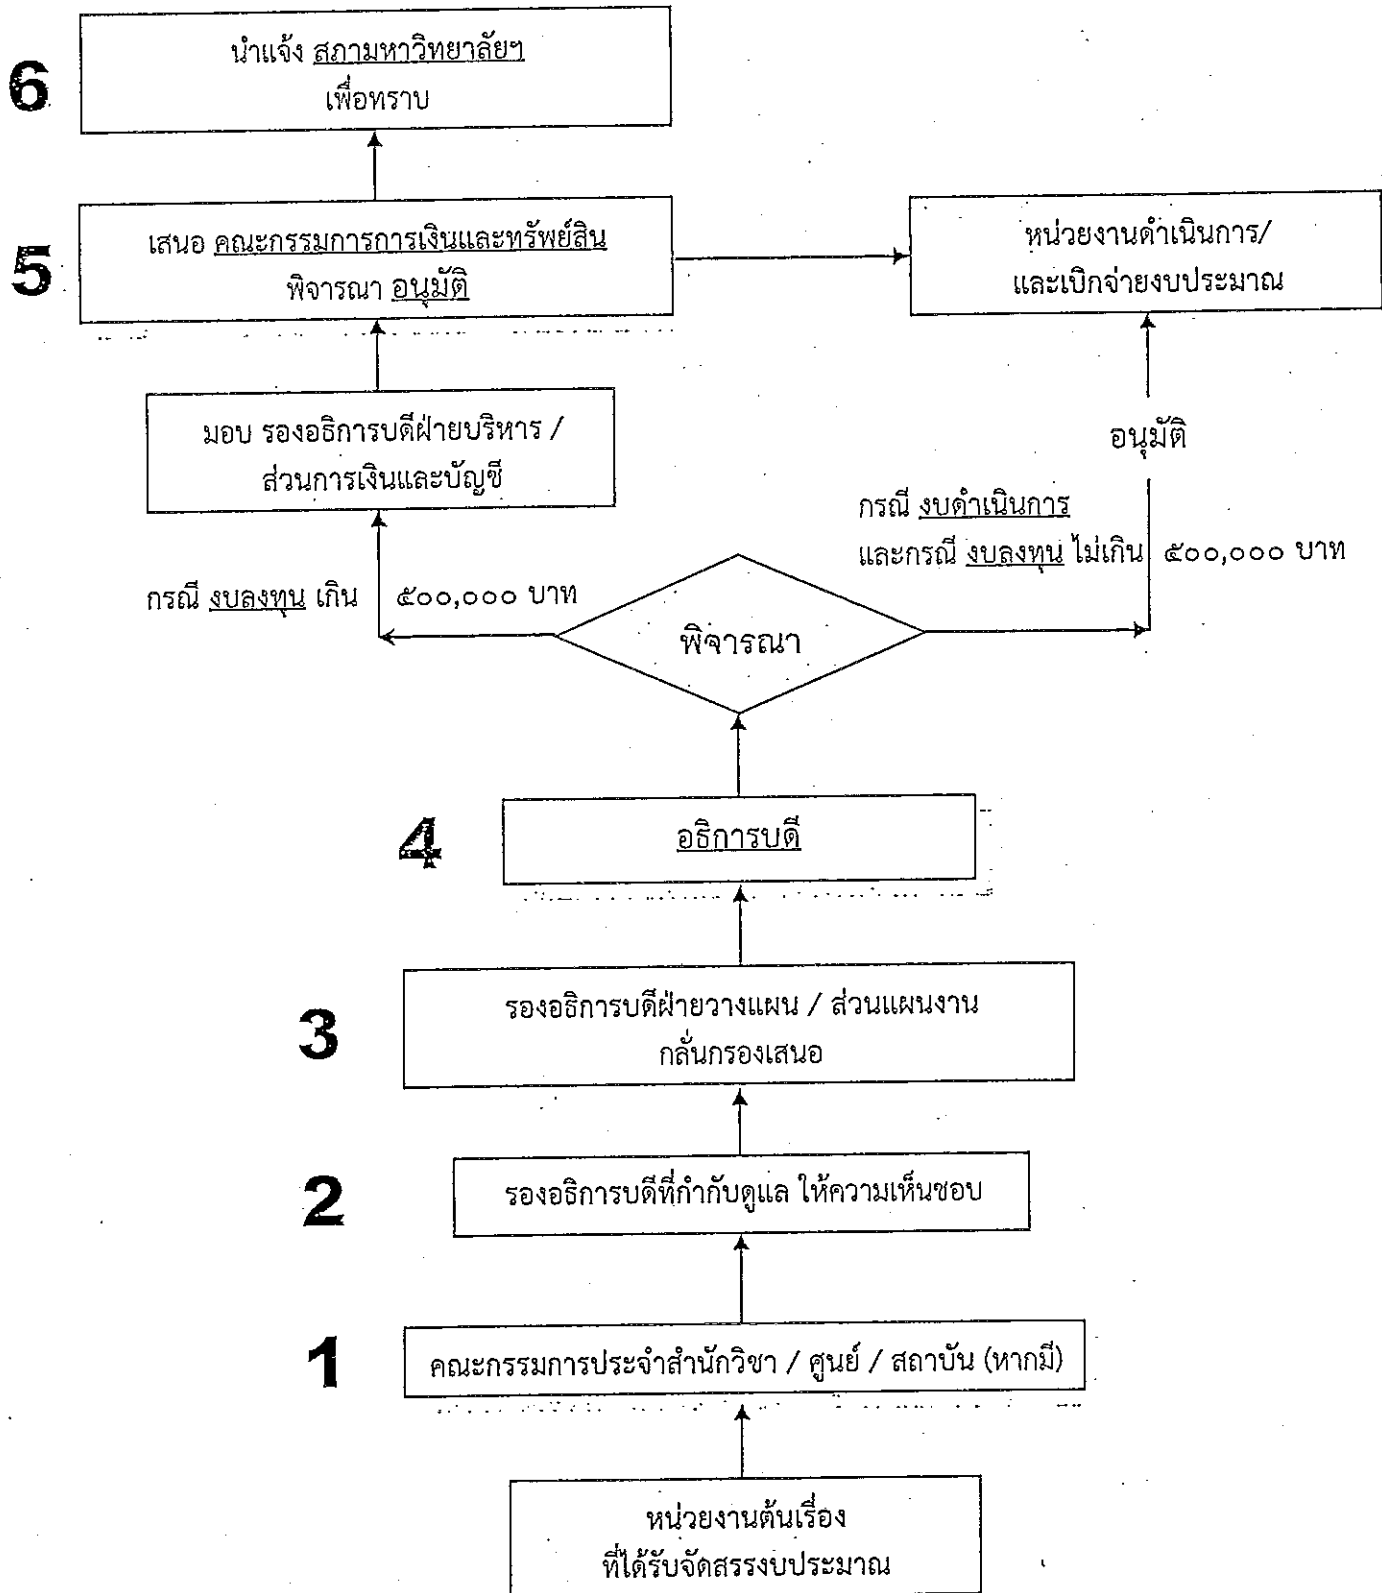 6
นำแจ้ง สภามหาวิทยาลัยฯ
เพื่อทราบ
5
เสนอ คณะกรรมการการเงินและทรัพย์สิน
พิจารณา อนุมัติ
หน่วยงานดำเนินการ/
และเบิกจ่ายงบประมาณ
มอบ รองอธิการบดีฝ่ายบริหาร /
ส่วนการเงินและบัญชี
อนุมัติ
กรณี งบดำเนินการ
และกรณี งบลงทุน ไม่เกิน ๕๐๐,๐๐๐ บาท
กรณี งบลงทุน เกิน ๕๐๐,๐๐๐ บาท
พิจารณา
4
อธิการบดี
3
รองอธิการบดีฝ่ายวางแผน / ส่วนแผนงาน
กลั่นกรองเสนอ
2
รองอธิการบดีที่กำกับดูแล ให้ความเห็นชอบ
1
คณะกรรมการประจำสำนักวิชา / ศูนย์ / สถาบัน (หากมี)
หน่วยงานต้นเรื่อง
ที่ได้รับจัดสรรงบประมาณ